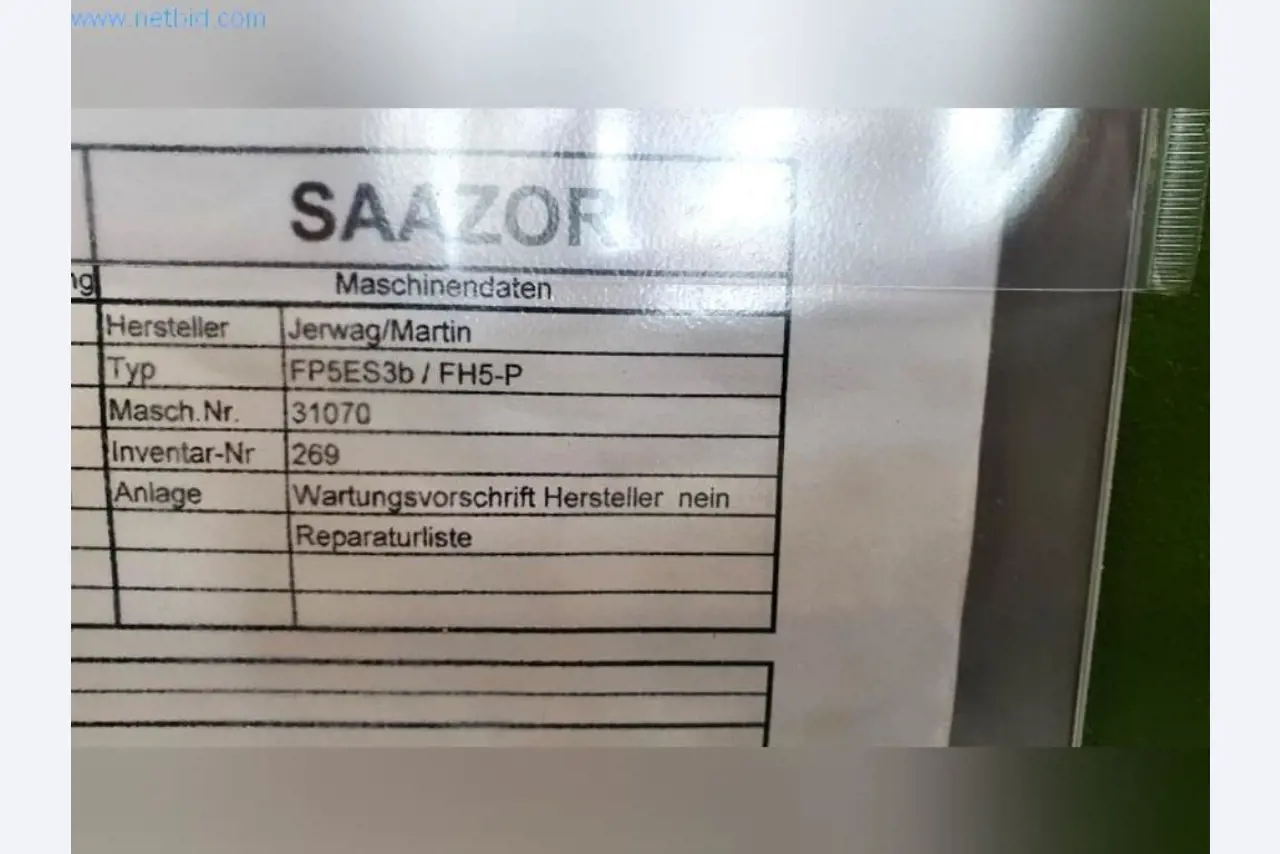 www.netbid.com
SAAZOR
Maschinendaten
Hersteller Jerwag/Martin
Typ FP5ES3b / FH5-P
Masch.Nr. 31070
Inventar-Nr 269
Anlage Wartungsvorschrift Hersteller nein
Reparaturliste